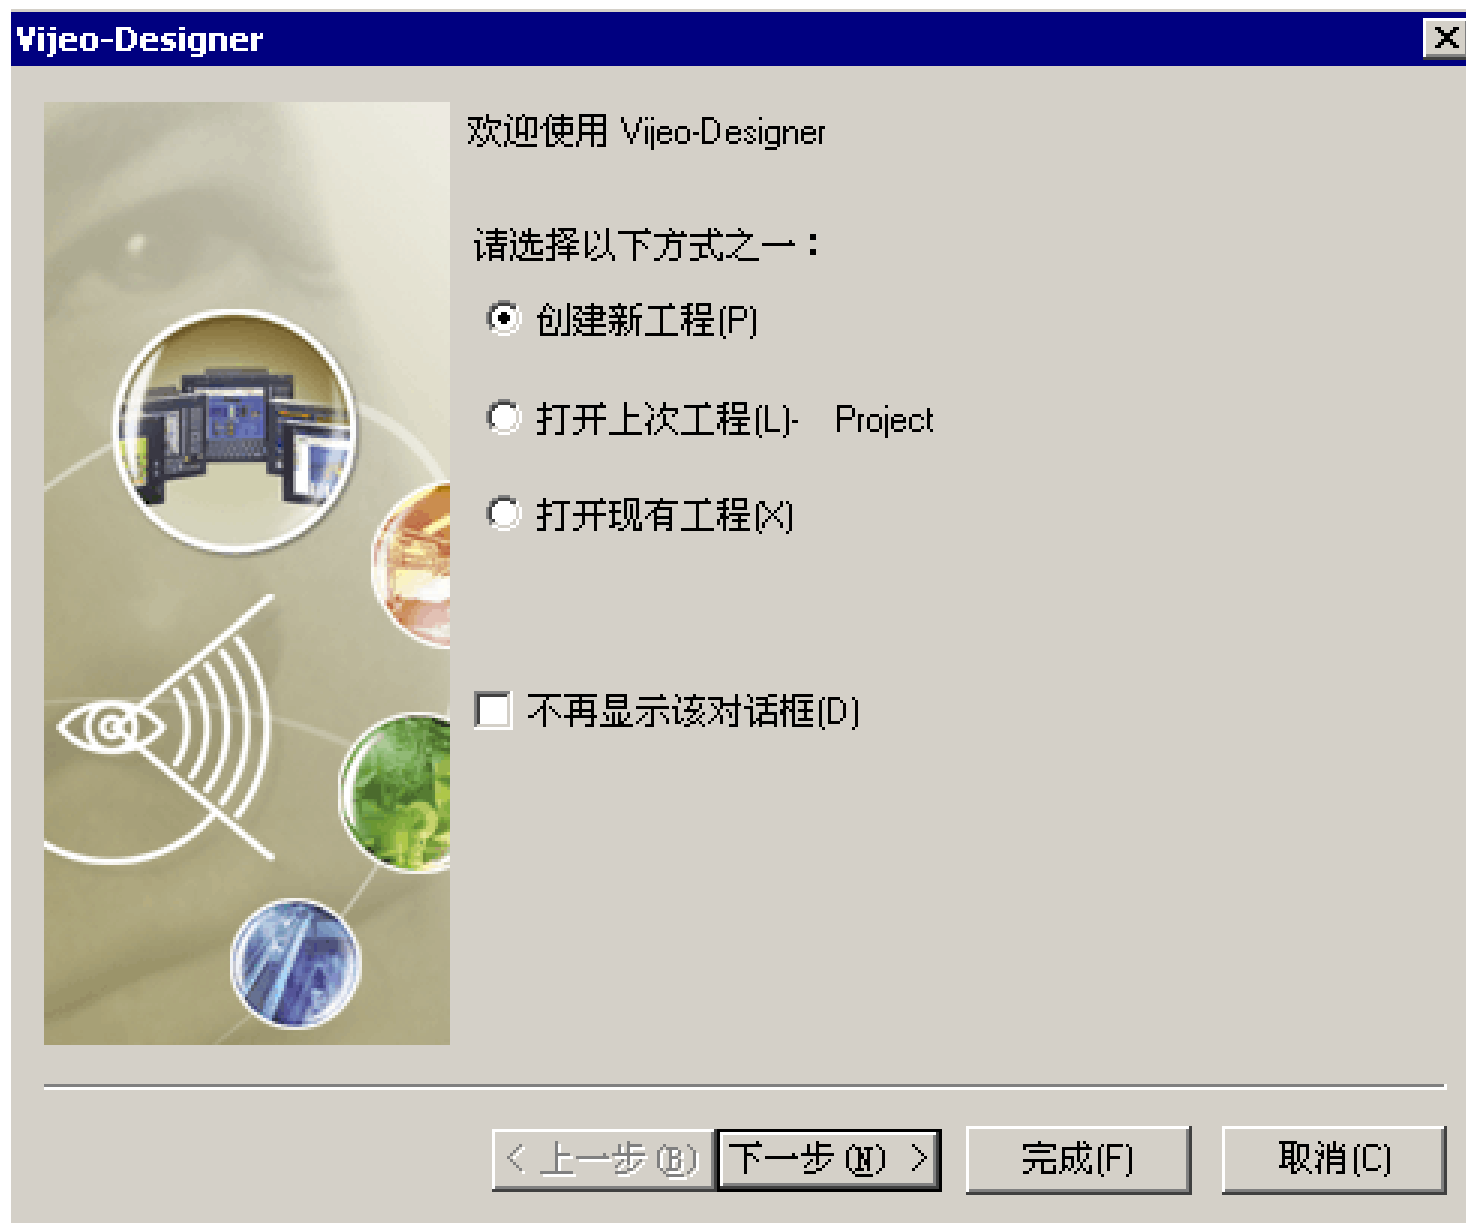 Vijeo-Designer
欢迎使用 Vijeo-Designer
请选择以下方式之一：
创建新工程(P)
打开上次工程(L)- Project
打开现有工程(X)
不再显示该对话框(D)
< 上一步(B) 下一步(N) > 完成(F) 取消(C)